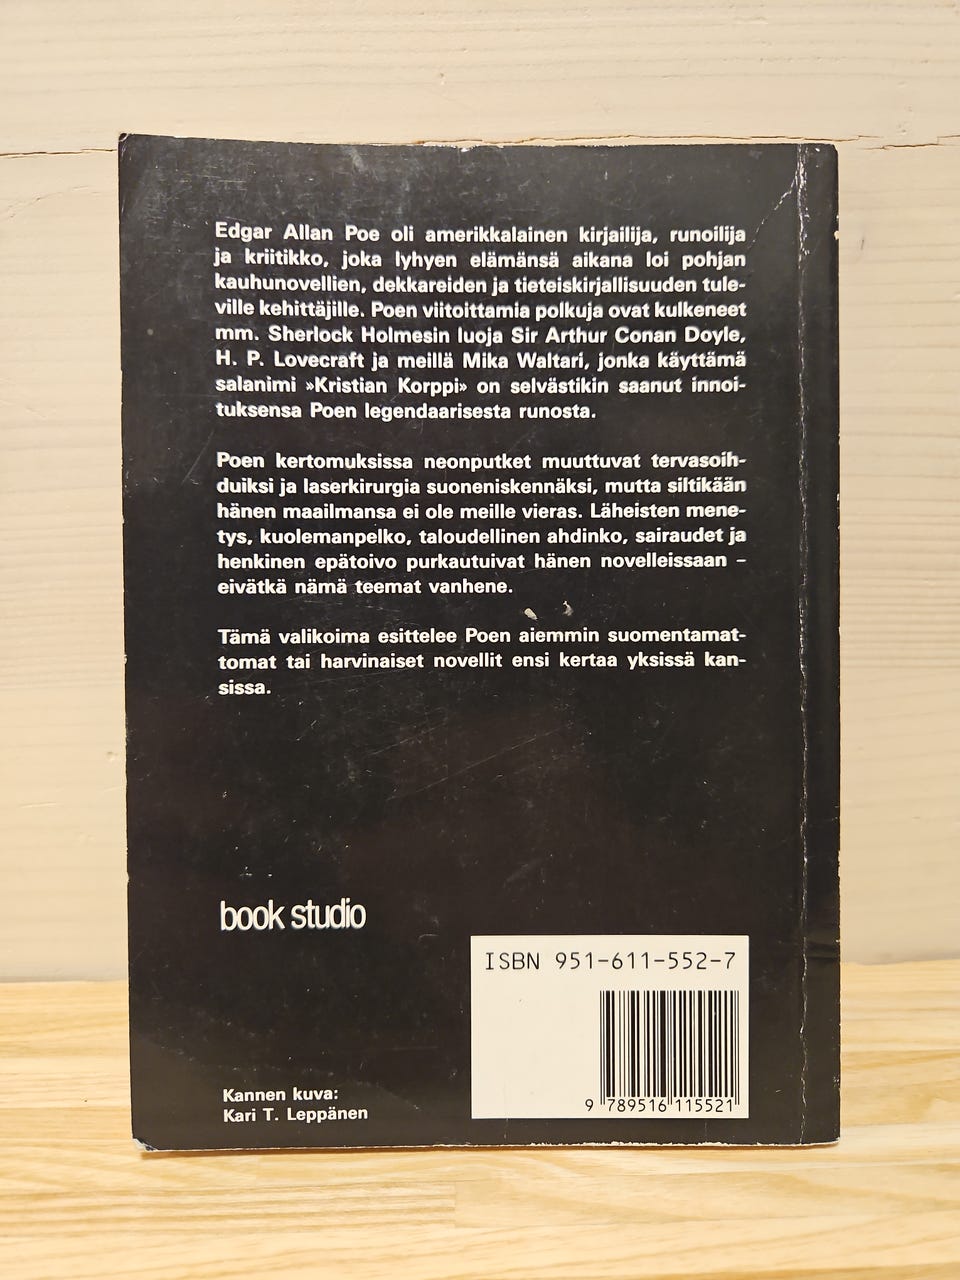 Edgar Allan Poe oli amerikkalainen kirjailija, runoilija
ja kriitikko, joka lyhyen elämänsä aikana loi pohjan
kauhunovellien, dekkareiden ja tieteiskirjallisuuden tule-
ville kehittäjille. Poen viitoittamia polkuja ovat kulkeneet
mm. Sherlock Holmesin luoja Sir Arthur Conan Doyle,
H. P. Lovecraft ja meillä Mika Waltari, jonka käyttämä
salanimi »Kristian Korppi» on selvästikin saanut innoi-
tuksensa Poen legendaarisesta runosta.
Poen kertomuksissa neonputket muuttuvat tervasoih-
duiksi ja laserkirurgia suoneniskennäksi, mutta siltikään
hänen maailmansa ei ole meille vieras. Läheisten mene-
tys, kuolemanpelko, taloudellinen ahdinko, sairaudet ja
henkinen epätoivo purkautuivat hänen novelleissaan –
eivätkä nämä teemat vanhene.
Tämä valikoima esittelee Poen aiemmin suomentamat-
tomat tai harvinaiset novellit ensi kertaa yksissä kan-
sissa.
book studio
ISBN 951-611-552-7
9 789516 115521
Kannen kuva:
Kari T. Leppänen